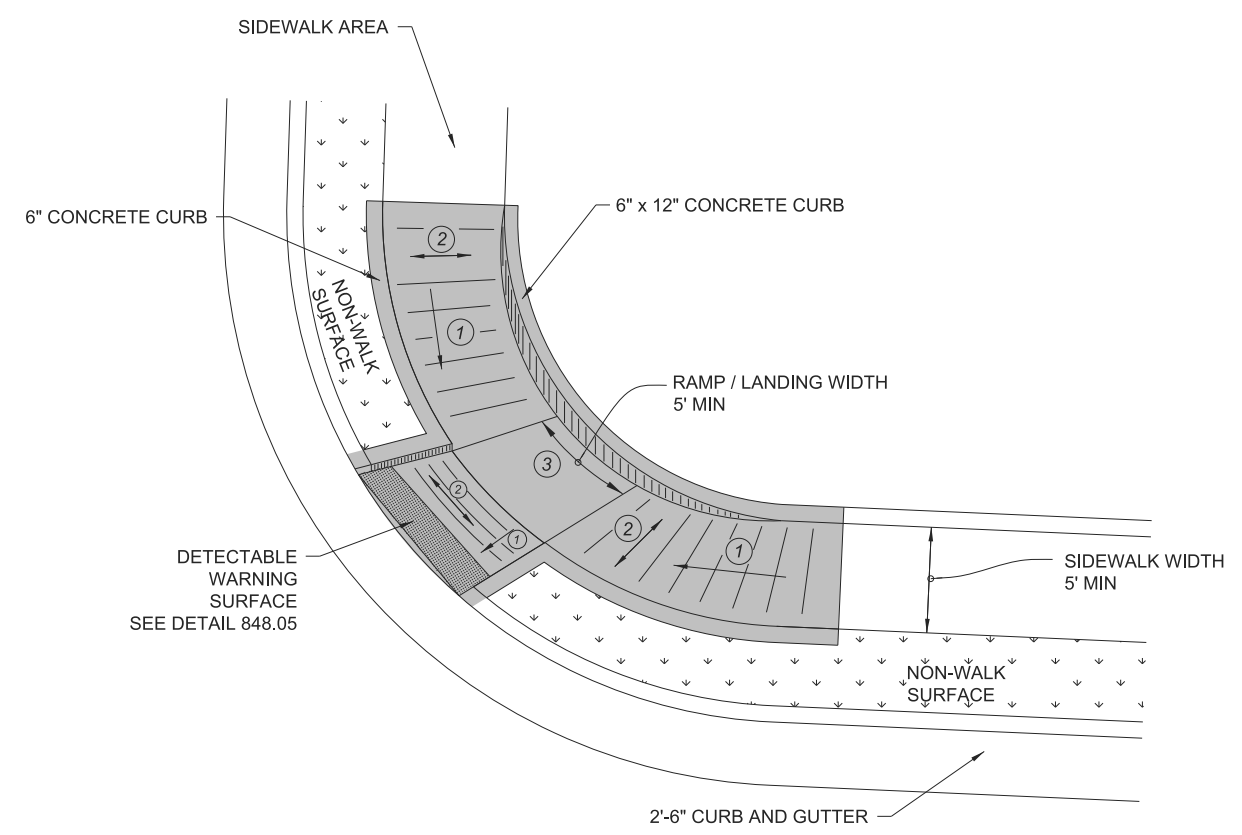 SIDEWALK AREA
6" CONCRETE CURB
6" x 12" CONCRETE CURB
2
NON-WALK
SURFACE
1
RAMP / LANDING WIDTH
5' MIN
3
2
1
2
1
DETECTABLE
WARNING
SURFACE
SEE DETAIL 848.05
SIDEWALK WIDTH
5' MIN
NON-WALK
SURFACE
2'-6" CURB AND GUTTER